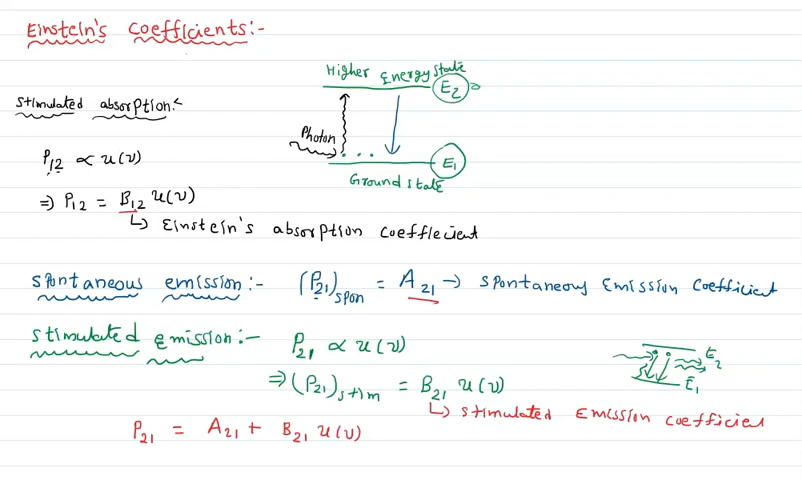 Einstein's coefficients:-
Higher Energy state
E2
stimulated absorption:
Photon
P12 ∝ u(ν)
E1
Ground state
⇒ P12 = B12 u(ν)
↳ Einstein's absorption coefficient
spontaneous emission:- (P21)spon = A21 → spontaneous emission coefficient
stimulated emission:- P21 ∝ u(ν)
E2
E1
⇒ (P21)stim = B21 u(ν)
↳ stimulated emission coefficient
P21 = A21 + B21 u(ν)